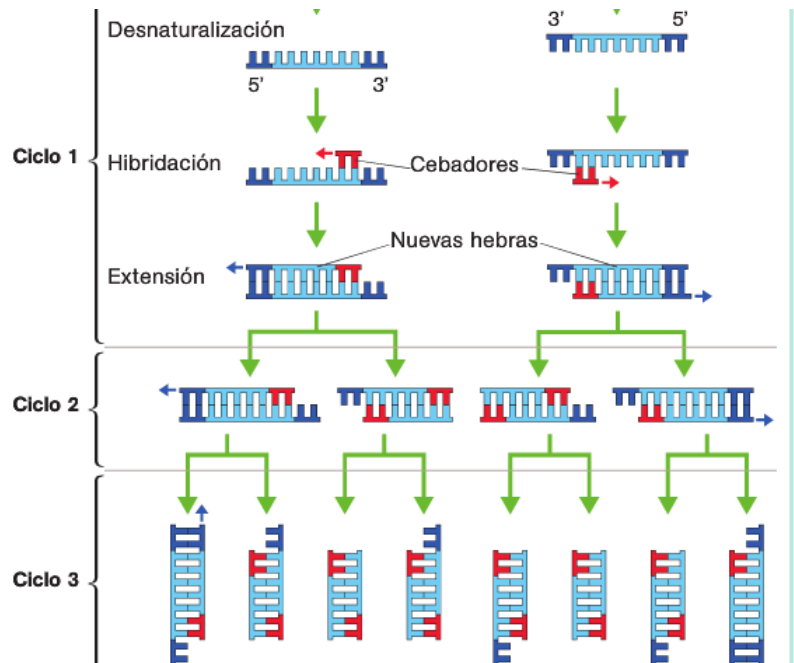 Desnaturalización
3' 5'
5' 3'
Ciclo 1
Hibridación
Cebadores
Nuevas hebras
Extensión
Ciclo 2
Ciclo 3